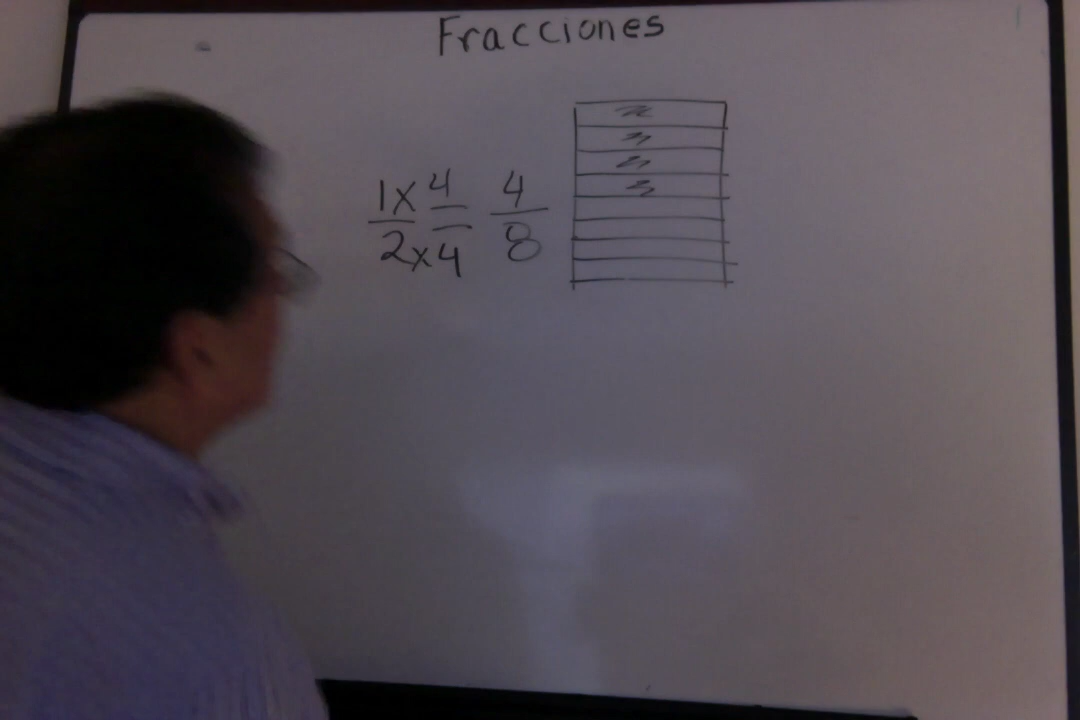 Fracciones
1x4 = 4
2x4 = 8